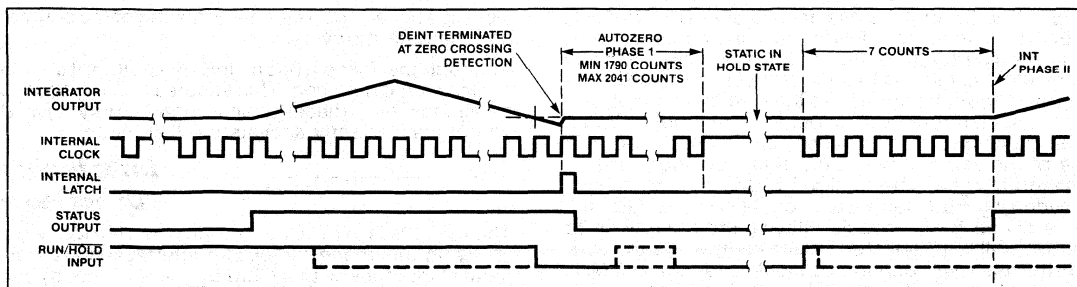 DEINT TERMINATED
AT ZERO CROSSING
DETECTION
AUTOZERO
PHASE 1
MIN 1790 COUNTS
MAX 2041 COUNTS
STATIC IN
HOLD STATE
7 COUNTS
INT
PHASE II
INTEGRATOR
OUTPUT
INTERNAL
CLOCK
INTERNAL
LATCH
STATUS
OUTPUT
RUN/HOLD
INPUT